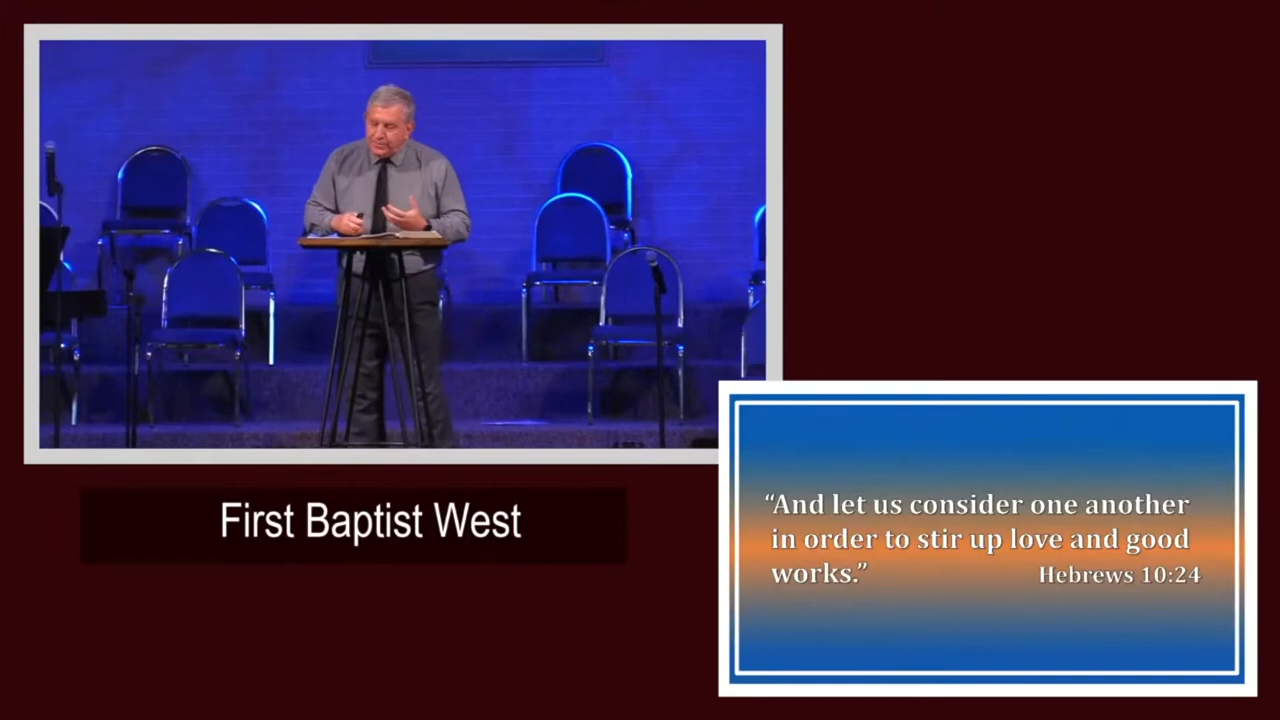 First Baptist West
“And let us consider one another
in order to stir up love and good
works.” Hebrews 10:24